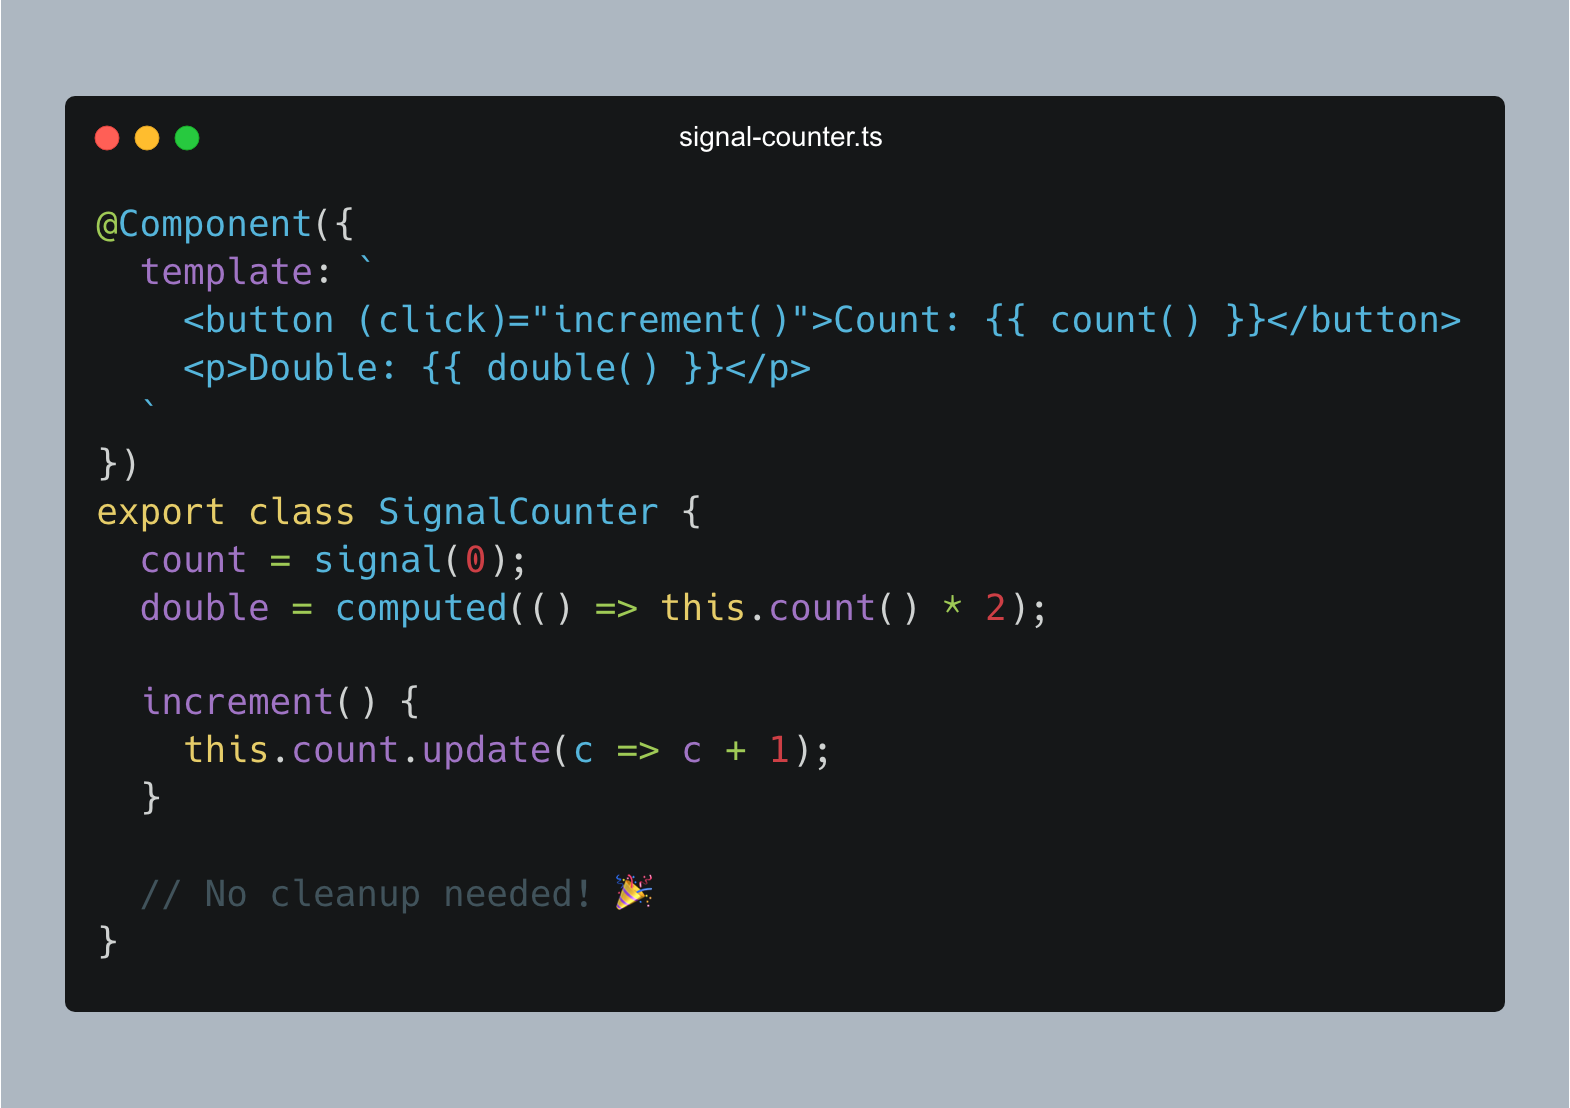 signal-counter.ts
@Component({
  template: `
    <button (click)="increment()">Count: {{ count() }}</button>
    <p>Double: {{ double() }}</p>
  `
})
export class SignalCounter {
  count = signal(0);
  double = computed(() => this.count() * 2);

  increment() {
    this.count.update(c => c + 1);
  }

  // No cleanup needed! 🎉
}